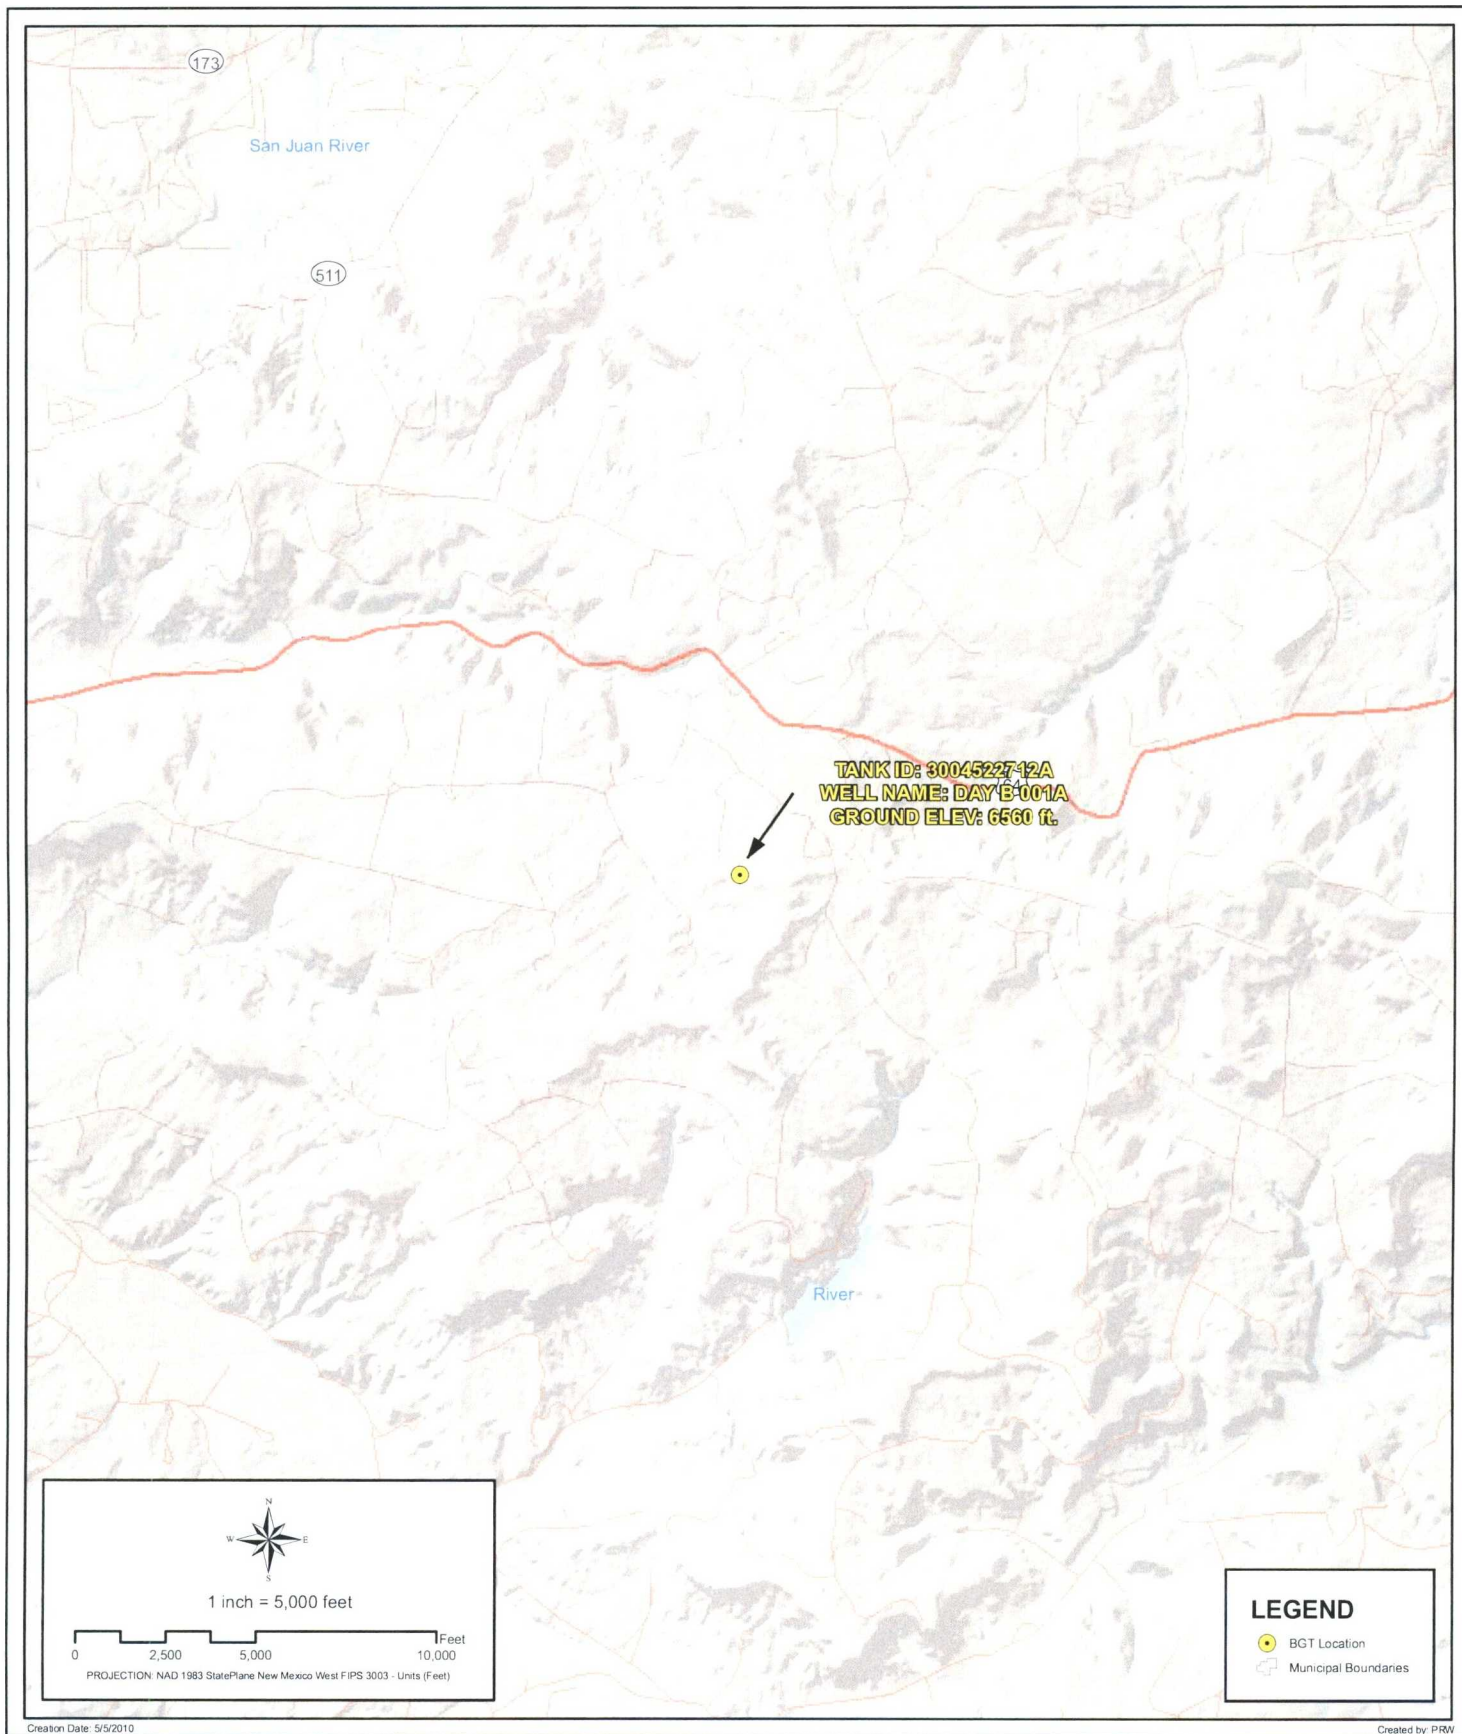 173
San Juan River
511
TANK ID: 3004522712A
64
WELL NAME: DAY B 001A
GROUND ELEV: 6560 ft.
River
N
W E
S
1 inch = 5,000 feet
Feet
0 2,500 5,000 10,000
PROJECTION: NAD 1983 StatePlane New Mexico West FIPS 3003 - Units (Feet)
LEGEND
BGT Location
Municipal Boundaries
Creation Date: 5/5/2010
Created by: PRW